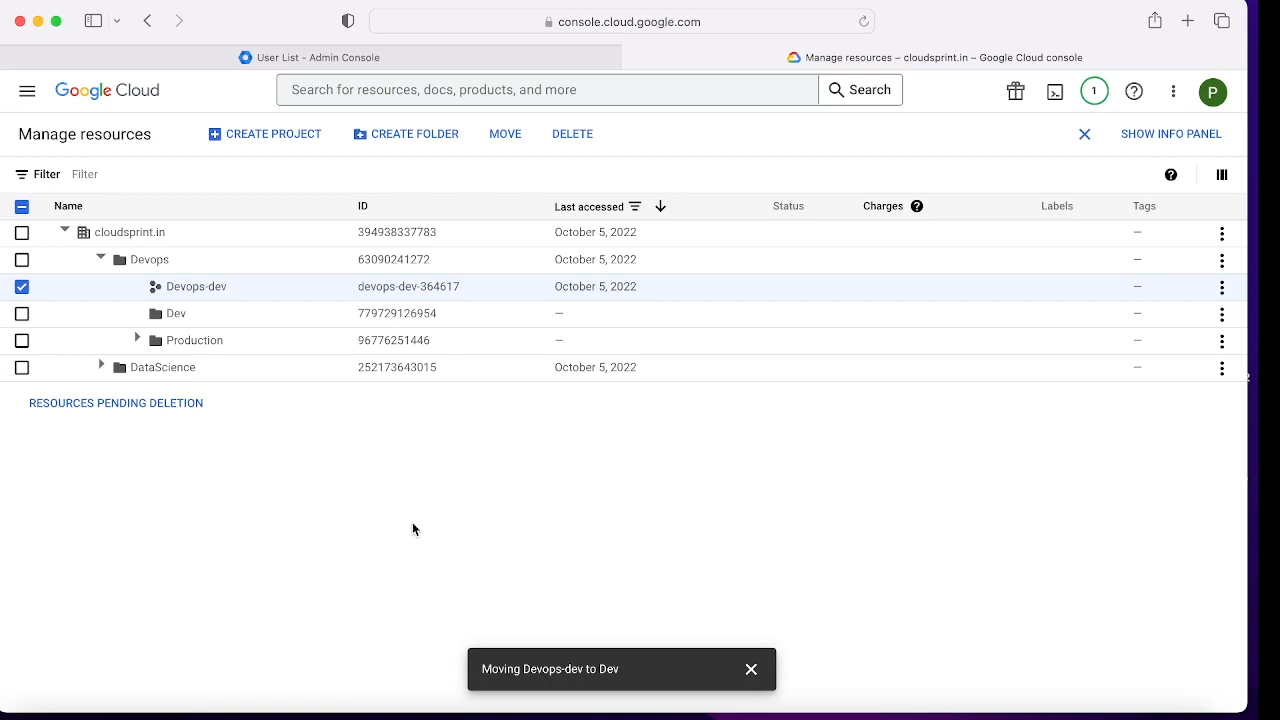 console.cloud.google.com
User List - Admin Console
Manage resources – cloudsprint.in – Google Cloud console
Google Cloud
Search for resources, docs, products, and more
Search
1
P
Manage resources
CREATE PROJECT
CREATE FOLDER
MOVE
DELETE
SHOW INFO PANEL
Filter Filter
Name ID Last accessed Status Charges Labels Tags
cloudsprint.in 394938337783 October 5, 2022 –
Devops 63090241272 October 5, 2022 –
Devops-dev devops-dev-364617 October 5, 2022 –
Dev 779729126954 – –
Production 96776251446 – –
DataScience 252173643015 October 5, 2022 –
RESOURCES PENDING DELETION
Moving Devops-dev to Dev